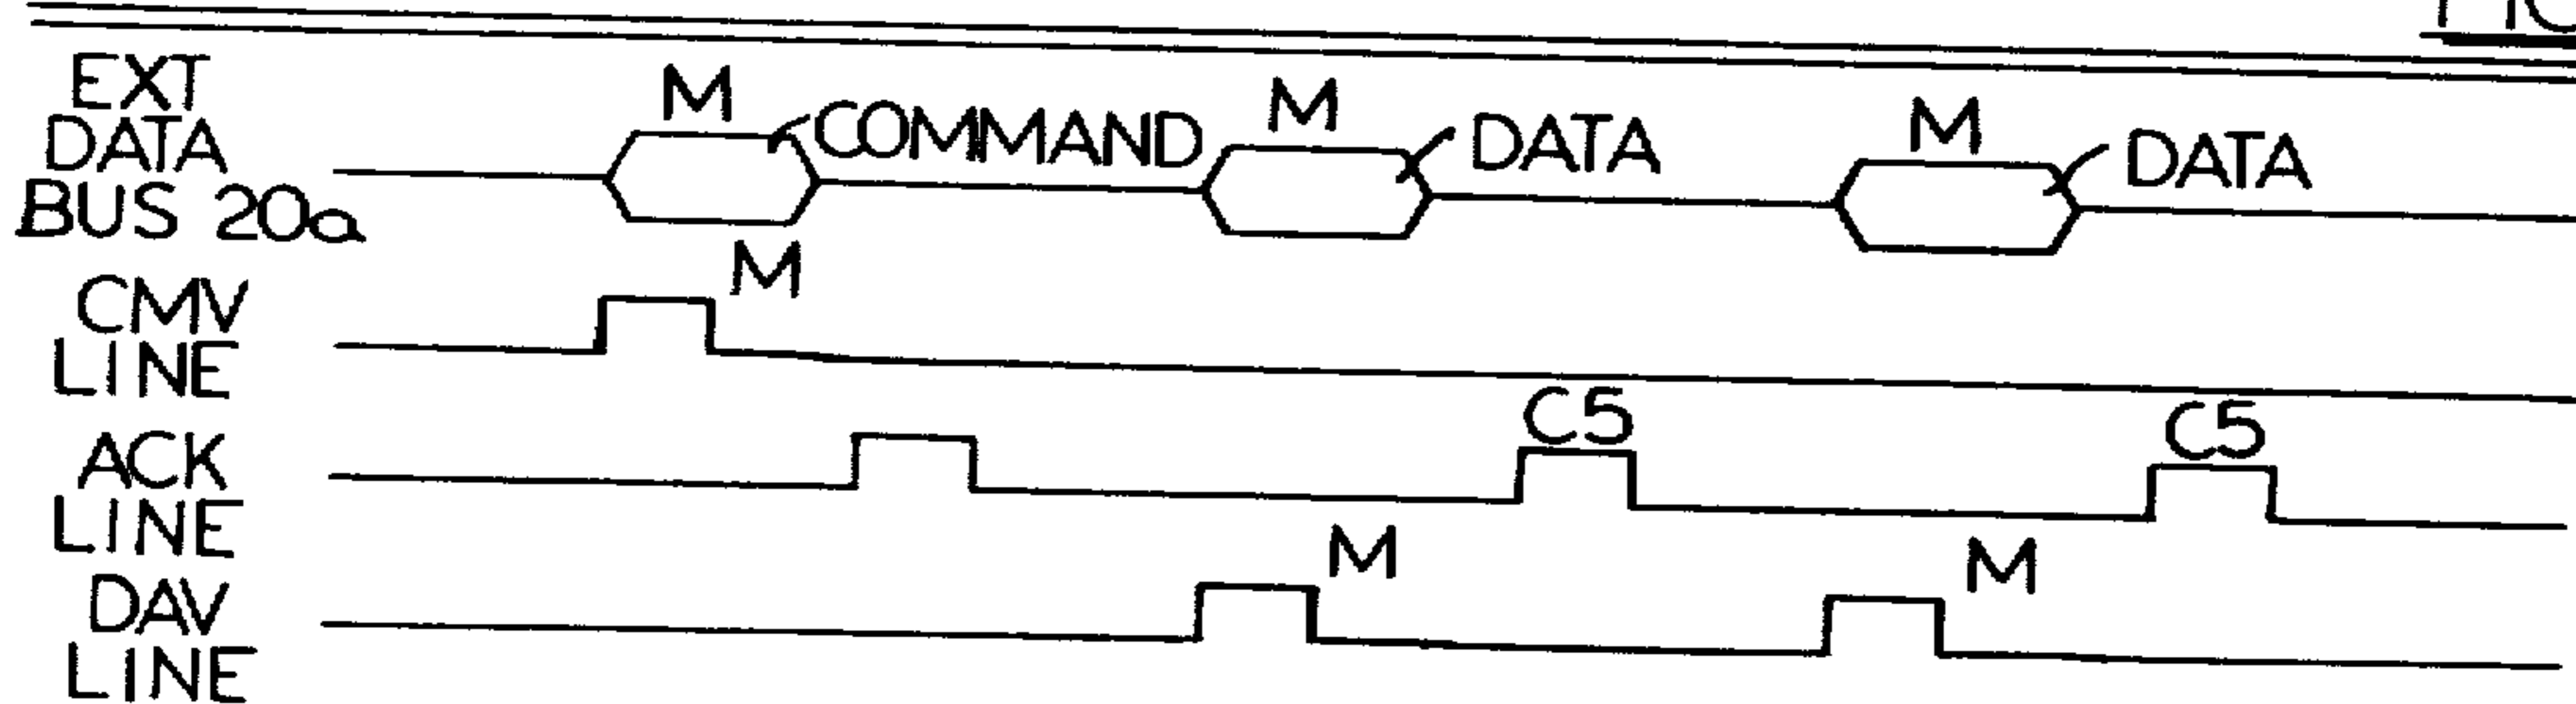 EXT
DATA
BUS 20a
M
COMMAND
M
DATA
M
DATA
CMV
LINE
M
ACK
LINE
C5
C5
DAV
LINE
M
M